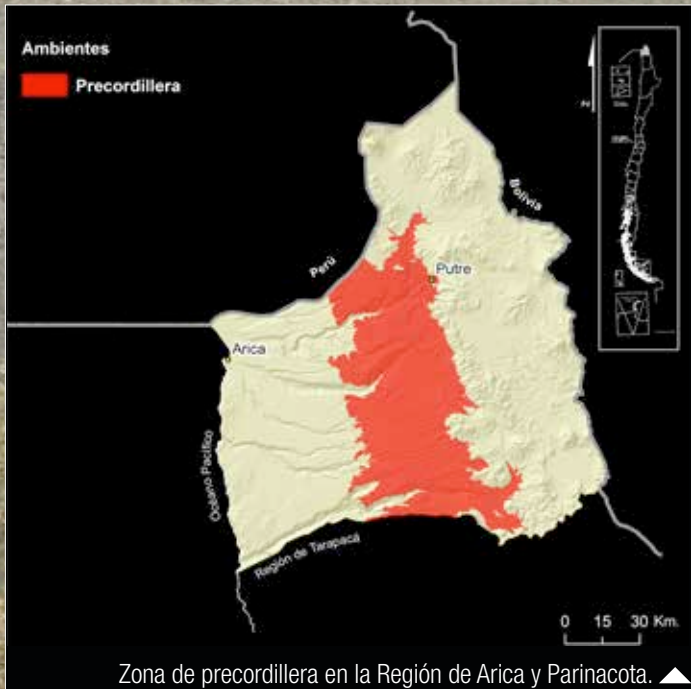 Ambientes
Precordillera
Bolivia
Perú
Putre
Arica
Océano Pacífico
Región de Tarapacá
0 15 30 Km.
Zona de precordillera en la Región de Arica y Parinacota.